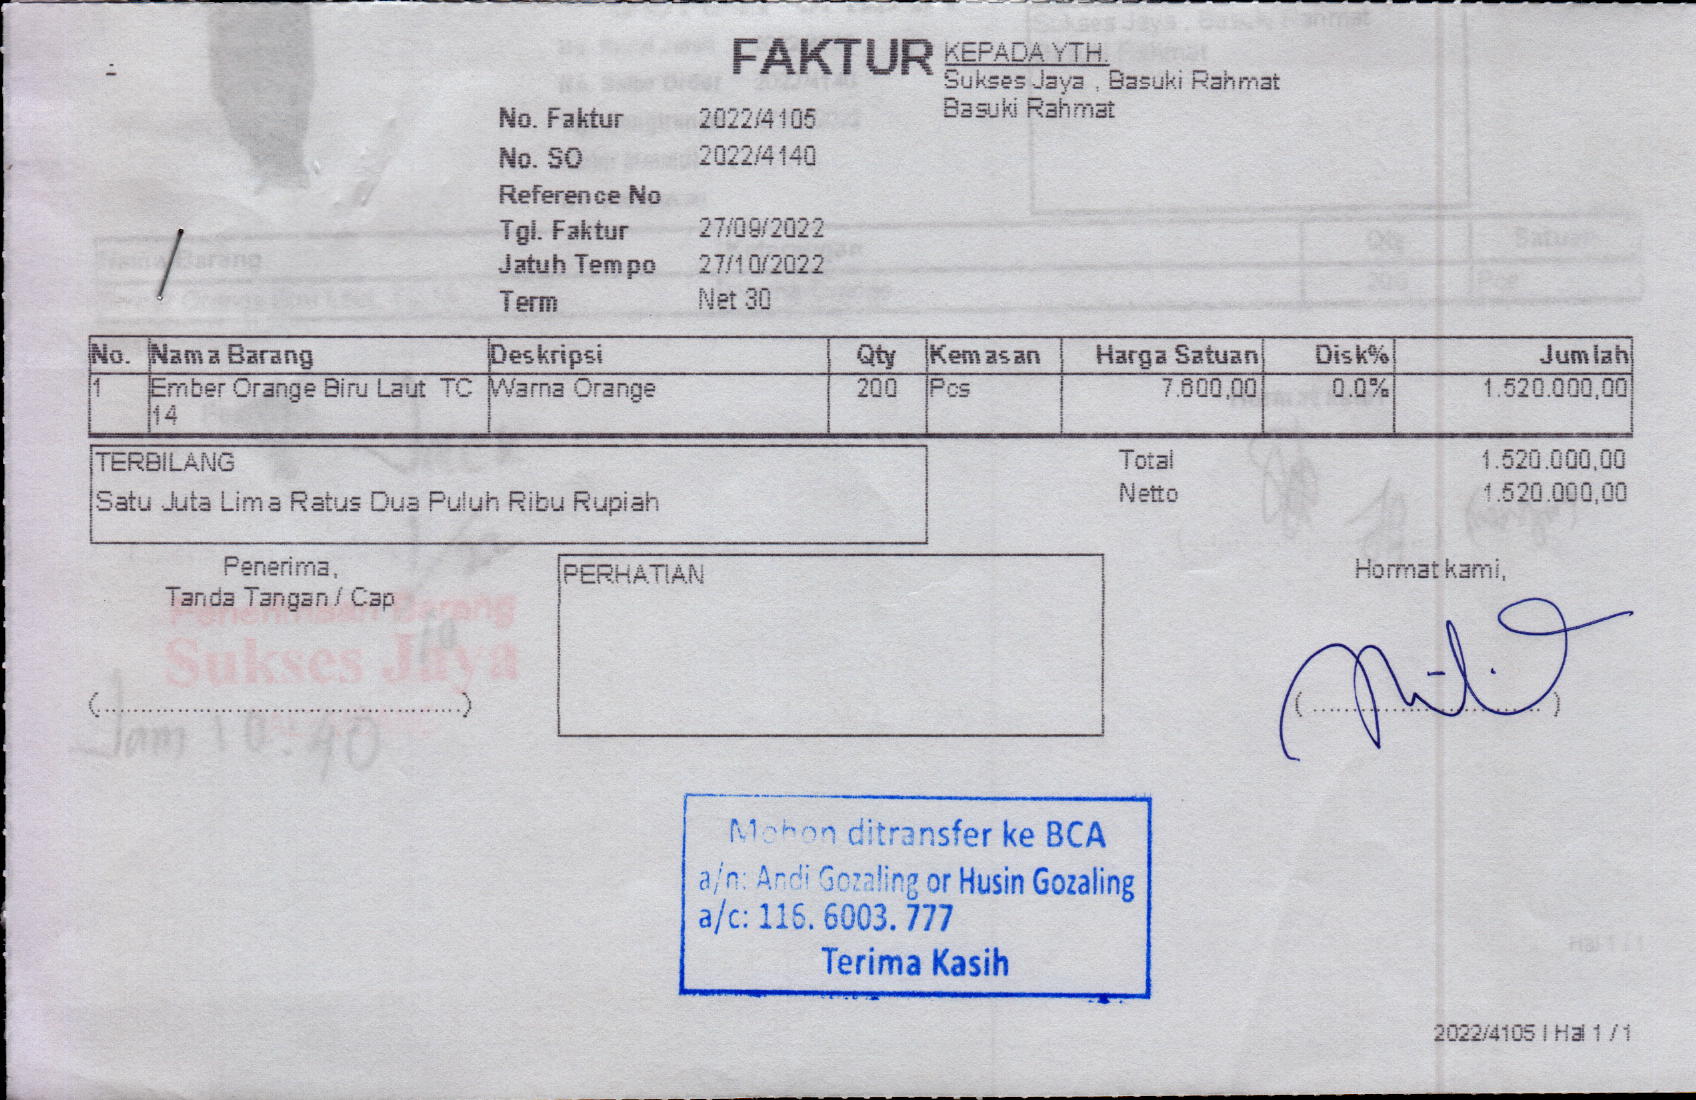 FAKTUR
KEPADA YTH.
Sukses Jaya , Basuki Rahmat
Basuki Rahmat
No. Faktur 2022/4105
No. SO 2022/4140
Reference No
Tgl. Faktur 27/09/2022
Jatuh Tempo 27/10/2022
Term Net 30
No. Nama Barang Deskripsi Qty Kemasan Harga Satuan Disk% Jumlah
1 Ember Orange Biru Laut TC Warna Orange 200 Pcs 7.600,00 0.0% 1.520.000,00
14
TERBILANG
Satu Juta Lima Ratus Dua Puluh Ribu Rupiah
Total 1.520.000,00
Netto 1.520.000,00
Penerima,
Tanda Tangan / Cap
(............................................)
PERHATIAN
Hormat kami,
(............................)
Penerimaan Barang
Sukses Jaya
Jam 10.40
Mohon ditransfer ke BCA
a/n: Andi Gozaling or Husin Gozaling
a/c: 116. 6003. 777
Terima Kasih
Hal 1 / 1
2022/4105 | Hal 1 / 1